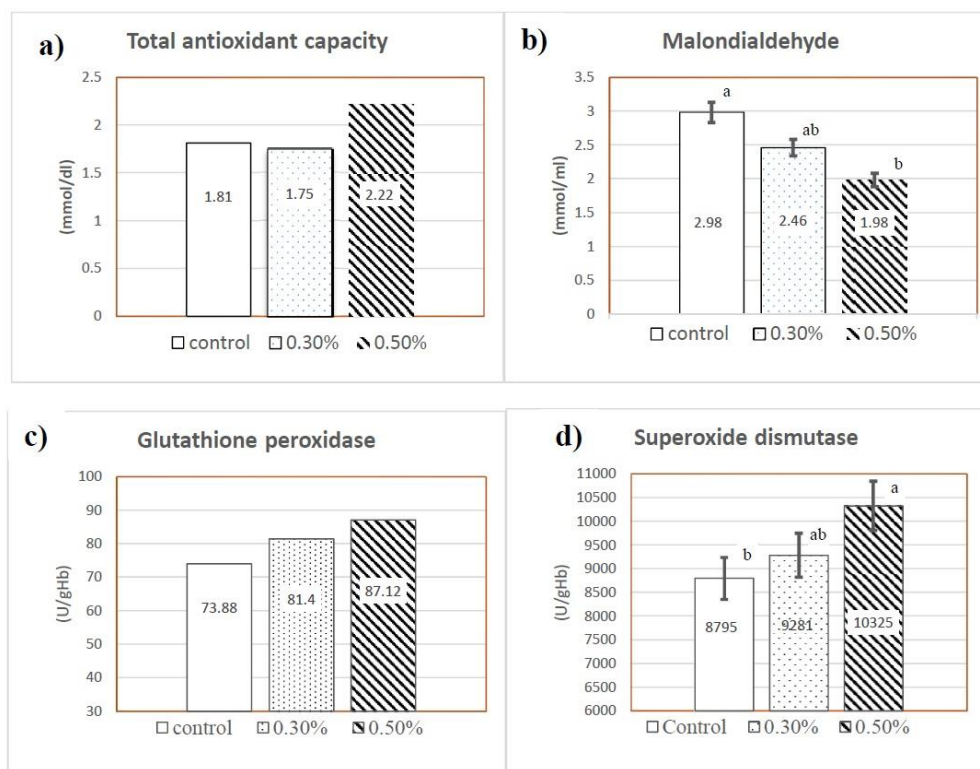 a) Total antioxidant capacity
2.5
2
1.5
1
0.5
0
(mmol/dl)
1.81
1.75
2.22
control 0.30% 0.50%
b) Malondialdehyde
3.5
3
2.5
2
1.5
1
0.5
0
(mmol/ml)
a
ab
b
2.98
2.46
1.98
control 0.30% 0.50%
c) Glutathione peroxidase
100
90
80
70
60
50
40
30
(U/gHb)
73.88
81.4
87.12
control 0.30% 0.50%
d) Superoxide dismutase
11000
10500
10000
9500
9000
8500
8000
7500
7000
6500
6000
(U/gHb)
b
ab
a
8795
9281
10325
Control 0.30% 0.50%